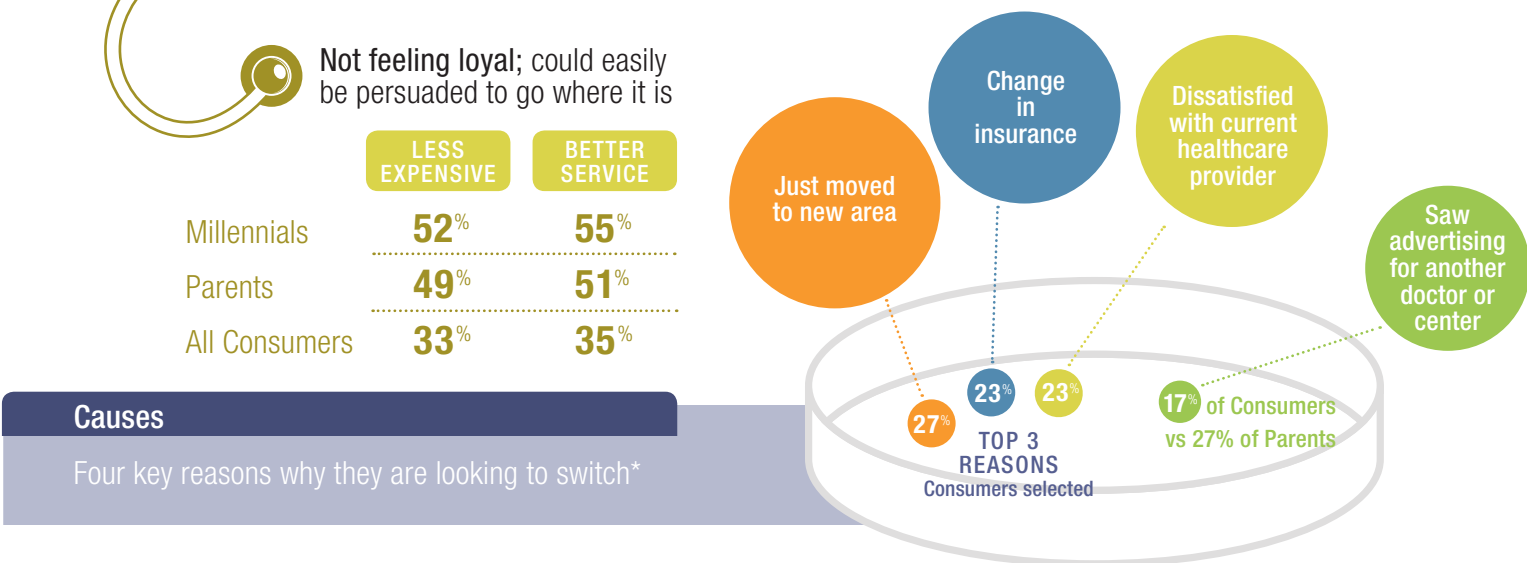 Not feeling loyal; could easily
be persuaded to go where it is
LESS
EXPENSIVE
BETTER
SERVICE
Millennials 52% 55%
Parents 49% 51%
All Consumers 33% 35%
Causes
Four key reasons why they are looking to switch*
Just moved
to new area
Change
in
insurance
Dissatisfied
with current
healthcare
provider
Saw
advertising
for another
doctor or
center
27%
23%
23%
TOP 3
REASONS
Consumers selected
17% of Consumers
vs 27% of Parents